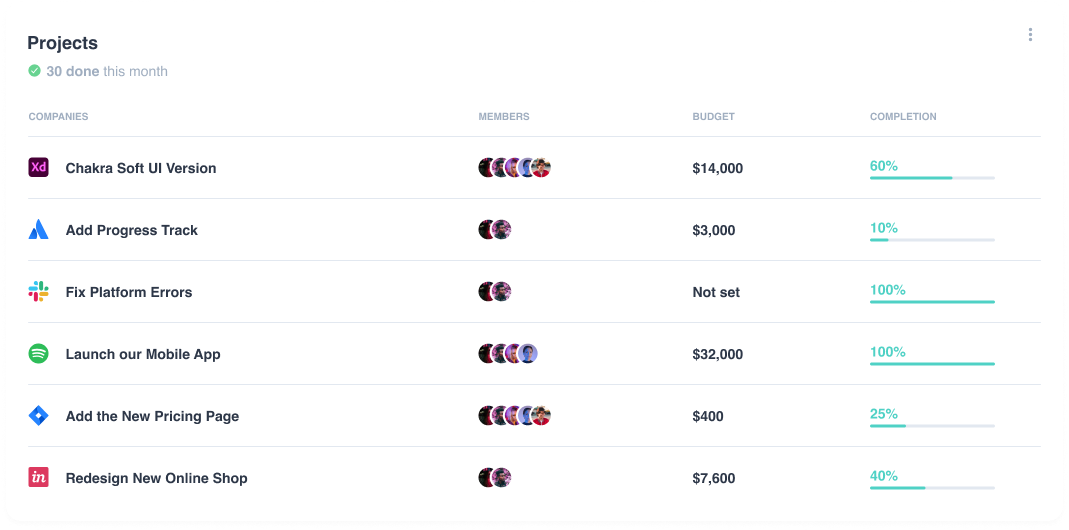 Projects
30 done this month
COMPANIES MEMBERS BUDGET COMPLETION
Xd Chakra Soft UI Version $14,000 60%
Add Progress Track $3,000 10%
Fix Platform Errors Not set 100%
Launch our Mobile App $32,000 100%
Add the New Pricing Page $400 25%
in Redesign New Online Shop $7,600 40%